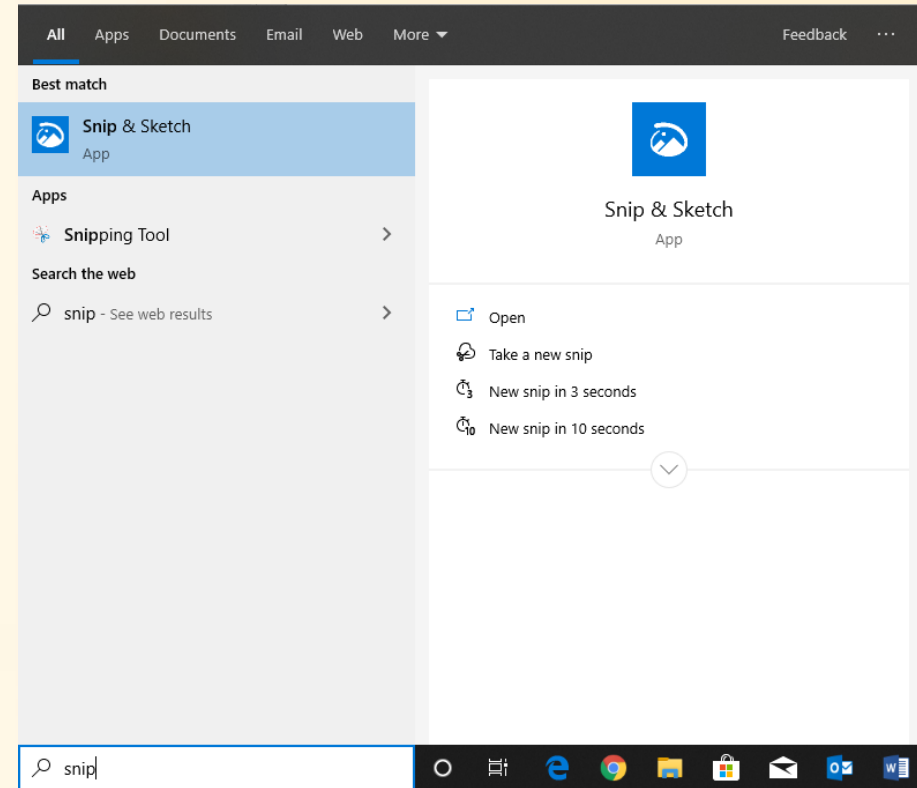 All Apps Documents Email Web More Feedback ...
Best match
Snip & Sketch
App
Apps
Snipping Tool
Search the web
snip - See web results
Snip & Sketch
App
Open
Take a new snip
3 New snip in 3 seconds
10 New snip in 10 seconds
snip